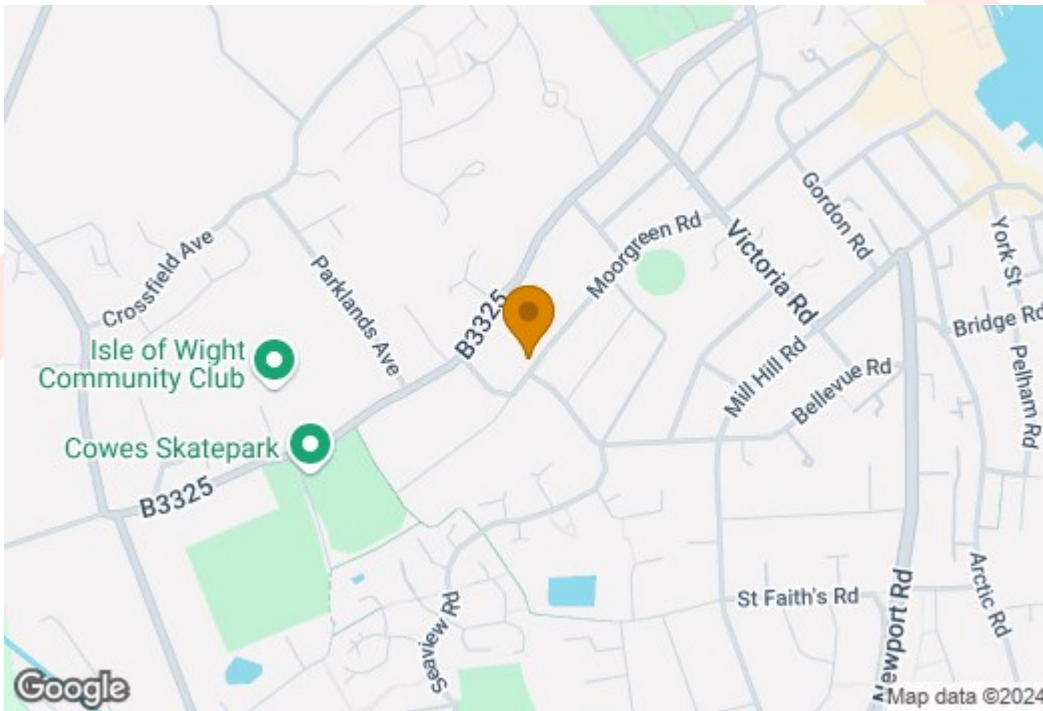 Gordon Rd
York St
Moorgreen Rd
Victoria Rd
Crossfield Ave
Parklands Ave
B3325
Bridge Rd
Isle of Wight
Community Club
Mill Hill Rd
Bellevue Rd
Pelham Rd
Cowes Skatepark
B3325
Arctic Rd
St Faith's Rd
Newport Rd
Seaview Rd
Google
Map data ©2024